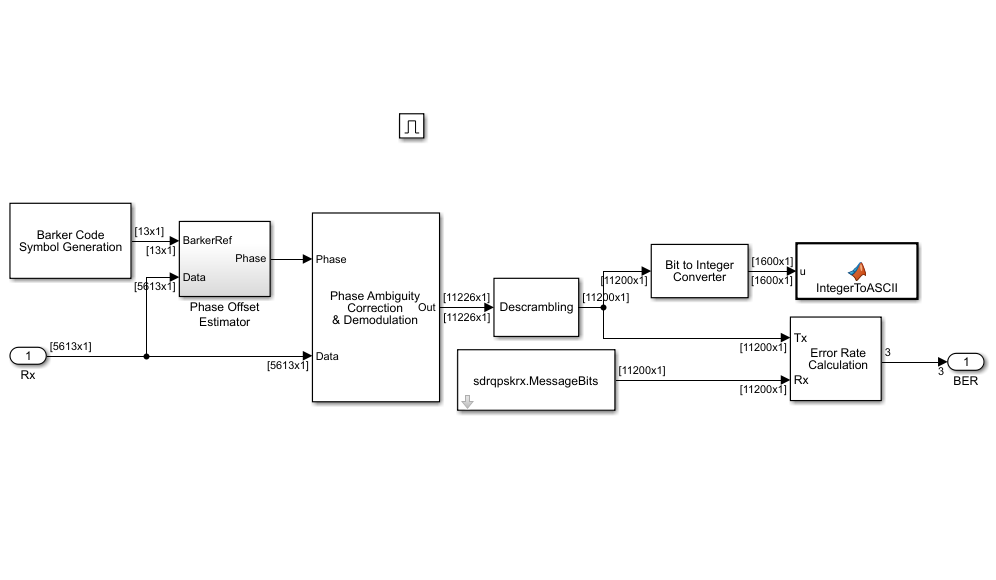 Barker Code
Symbol Generation
[13x1]
[13x1]
BarkerRef
Phase
Data
[5613x1]
Phase Offset
Estimator
1
Rx
[5613x1]
[5613x1]
Phase
Phase Ambiguity
Correction
& Demodulation
Out
Data
[11226x1]
[11226x1]
Descrambling
[11200x1]
[11200x1]
Bit to Integer
Converter
[1600x1]
[1600x1]
u
IntegerToASCII
sdrqpskrx.MessageBits
[11200x1]
[11200x1]
[11200x1]
Tx
Rx
Error Rate
Calculation
3
3
1
BER